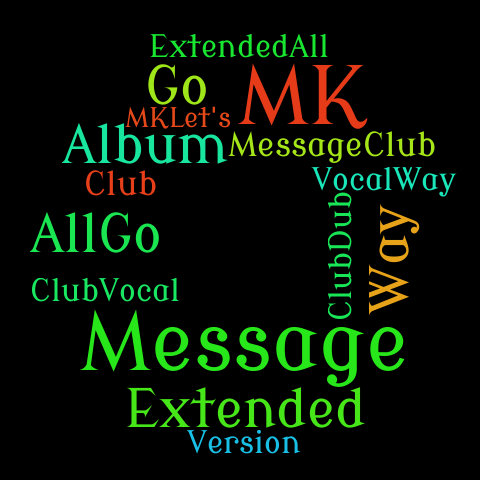 ExtendedAll
Go
MK
MKLet's
Album
MessageClub
Club
VocalWay
AllGo
ClubDub
Way
ClubVocal
Message
Extended
Version